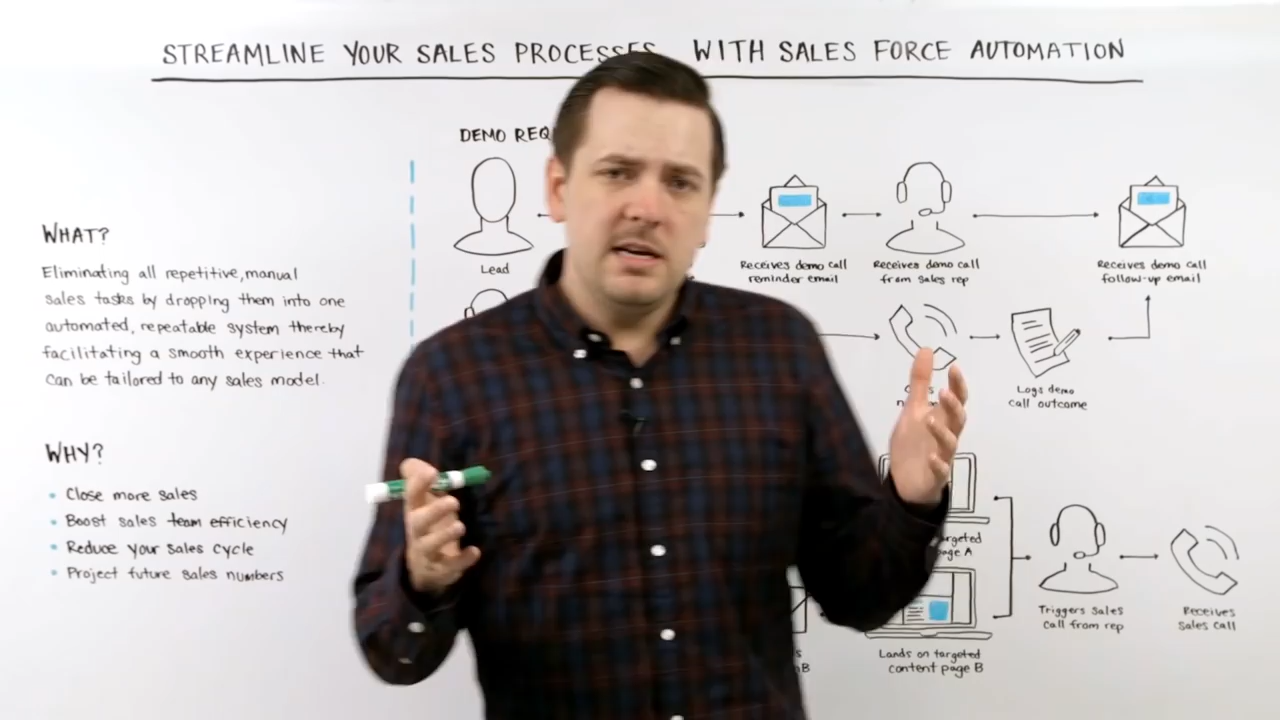 STREAMLINE YOUR SALES PROCESSES WITH SALES FORCE AUTOMATION
WHAT?
Eliminating all repetitive, manual
sales tasks by dropping them into one
automated, repeatable system thereby
facilitating a smooth experience that
can be tailored to any sales model.
WHY?
• Close more sales
• Boost sales team efficiency
• Reduce your sales cycle
• Project future sales numbers
DEMO
Lead
Receives demo call
reminder email
Receives demo call
from sales rep
Receives demo call
follow-up email
Logs demo
call outcome
Triggers sales
call from rep
Receives
sales call
Lands on targeted
content page B